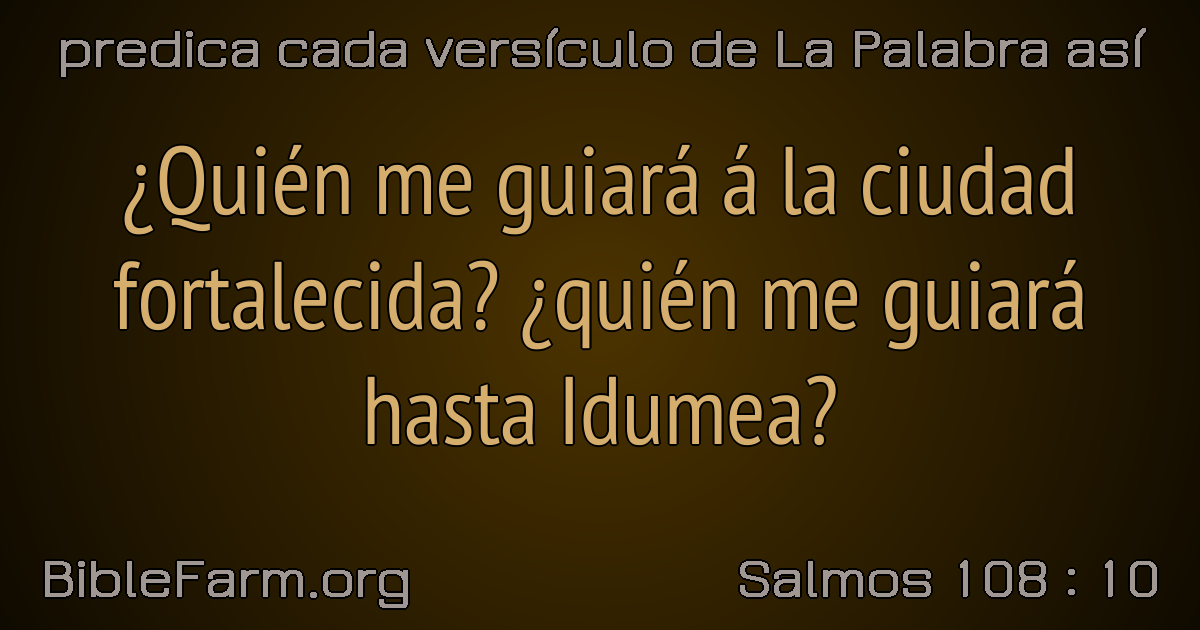 predica cada versículo de La Palabra así
¿Quién me guiará á la ciudad
fortalecida? ¿quién me guiará
hasta Idumea?
BibleFarm.org
Salmos 108 : 10